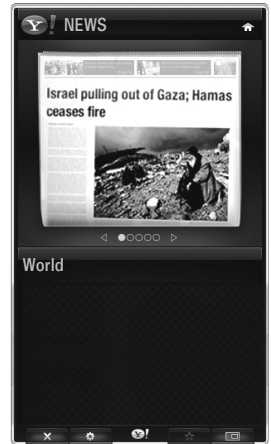 Y! NEWS
Israel pulling out of Gaza; Hamas
ceases fire
World
Y!